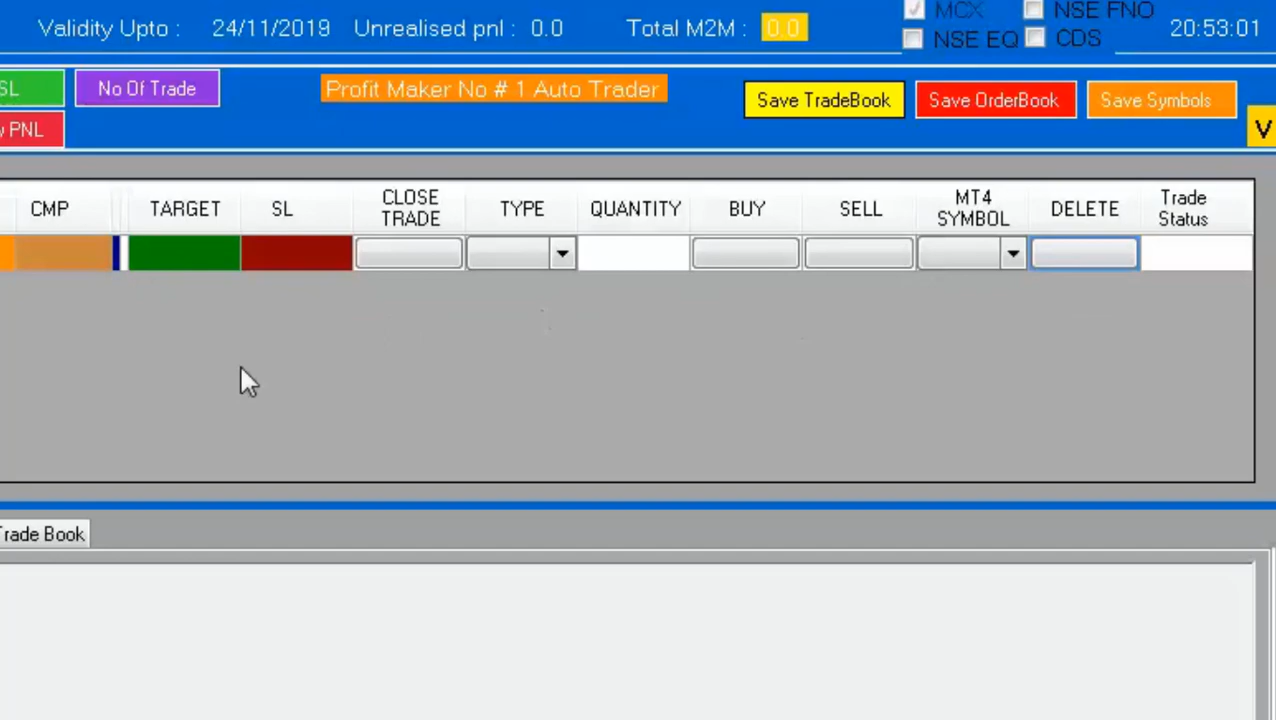 Validity Upto : 24/11/2019 Unrealised pnl : 0.0 Total M2M : 0.0 MCX NSE FNO
NSE EQ CDS 20:53:01
SL No Of Trade Profit Maker No # 1 Auto Trader Save TradeBook Save OrderBook Save Symbols
PNL V
CMP TARGET SL CLOSE TRADE TYPE QUANTITY BUY SELL MT4 SYMBOL DELETE Trade Status
Trade Book